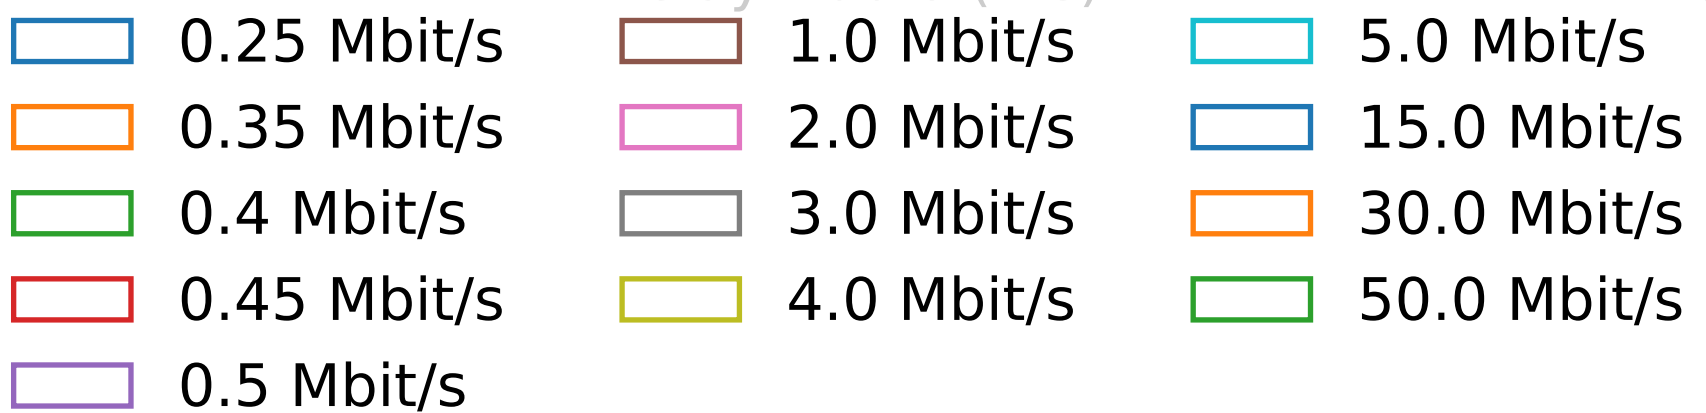 0.25 Mbit/s
0.35 Mbit/s
0.4 Mbit/s
0.45 Mbit/s
0.5 Mbit/s
1.0 Mbit/s
2.0 Mbit/s
3.0 Mbit/s
4.0 Mbit/s
5.0 Mbit/s
15.0 Mbit/s
30.0 Mbit/s
50.0 Mbit/s